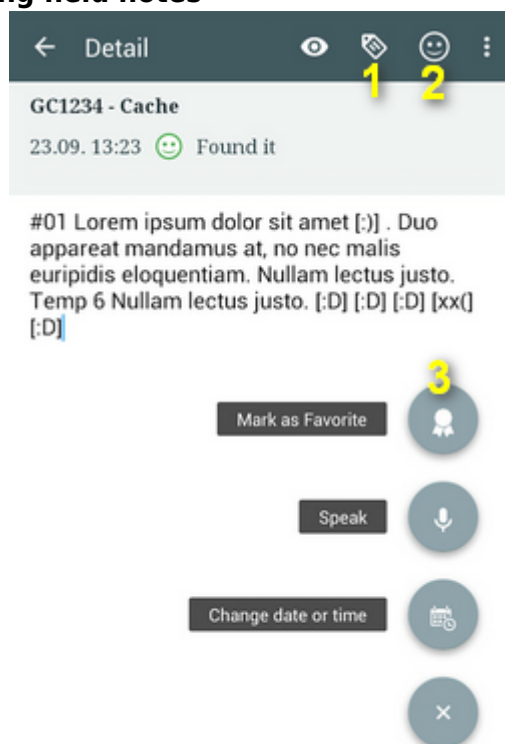 ng field notes
Detail
1 2
GC1234 - Cache
23.09. 13:23 Found it
#01 Lorem ipsum dolor sit amet [:)] . Duo
appareat mandamus at, no nec malis
euripidis eloquentiam. Nullam lectus justo.
Temp 6 Nullam lectus justo. [:D] [:D] [:D] [xx(]
[:D]
3
Mark as Favorite
Speak
Change date or time